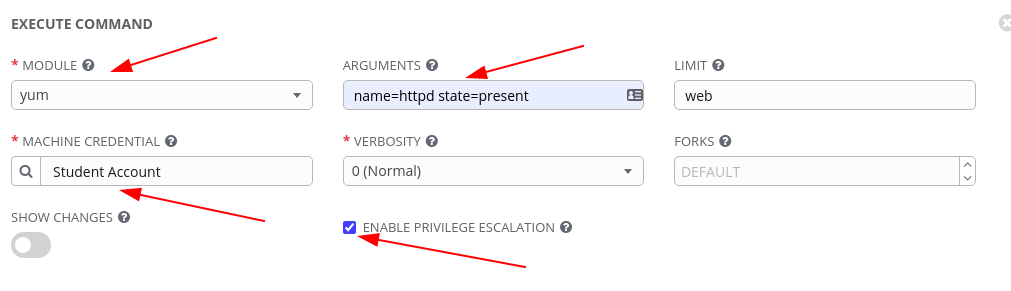 EXECUTE COMMAND
* MODULE
ARGUMENTS
LIMIT
yum
name=httpd state=present
web
* MACHINE CREDENTIAL
* VERBOSITY
FORKS
Student Account
0 (Normal)
DEFAULT
SHOW CHANGES
ENABLE PRIVILEGE ESCALATION